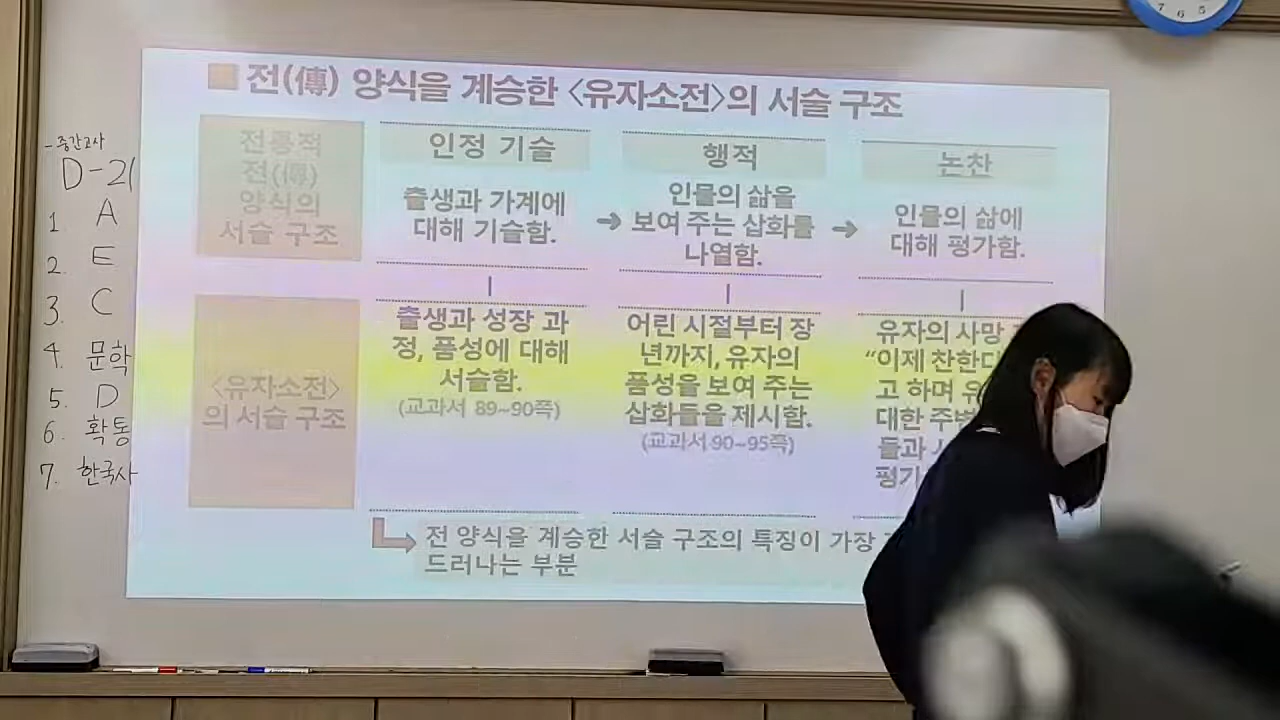 전(傳) 양식을 계승한 〈유자소전〉의 서술 구조
전통적
전(傳)
양식의
서술 구조
인정 기술
출생과 가계에
대해 기술함.
➜
행적
인물의 삶을
보여 주는 삽화를
나열함.
➜
논찬
인물의 삶에
대해 평가함.
〈유자소전〉
의 서술 구조
출생과 성장 과
정, 품성에 대해
서술함.
(교과서 89~90쪽)
어린 시절부터 장
년까지, 유자의
품성을 보여 주는
삽화들을 제시함.
(교과서 90~95쪽)
유자의 사망
“이제 찬한다
고 하며
대한 주변
들과
평가
전 양식을 계승한 서술 구조의 특징이 가장
드러나는 부분
- 중간고사
D-21
1 A
2. E
3. C
4. 문학
5. D
6. 확통
7. 한국사
7 6 5